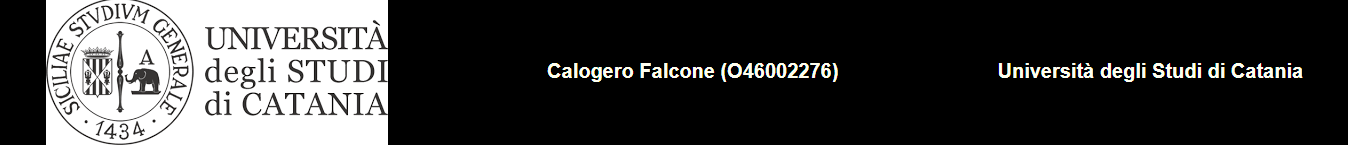 SICILIAE STVDIVM GENERALE
· 1434 ·
A
UNIVERSITÀ
degli STUDI
di CATANIA
Calogero Falcone (O46002276)
Università degli Studi di Catania